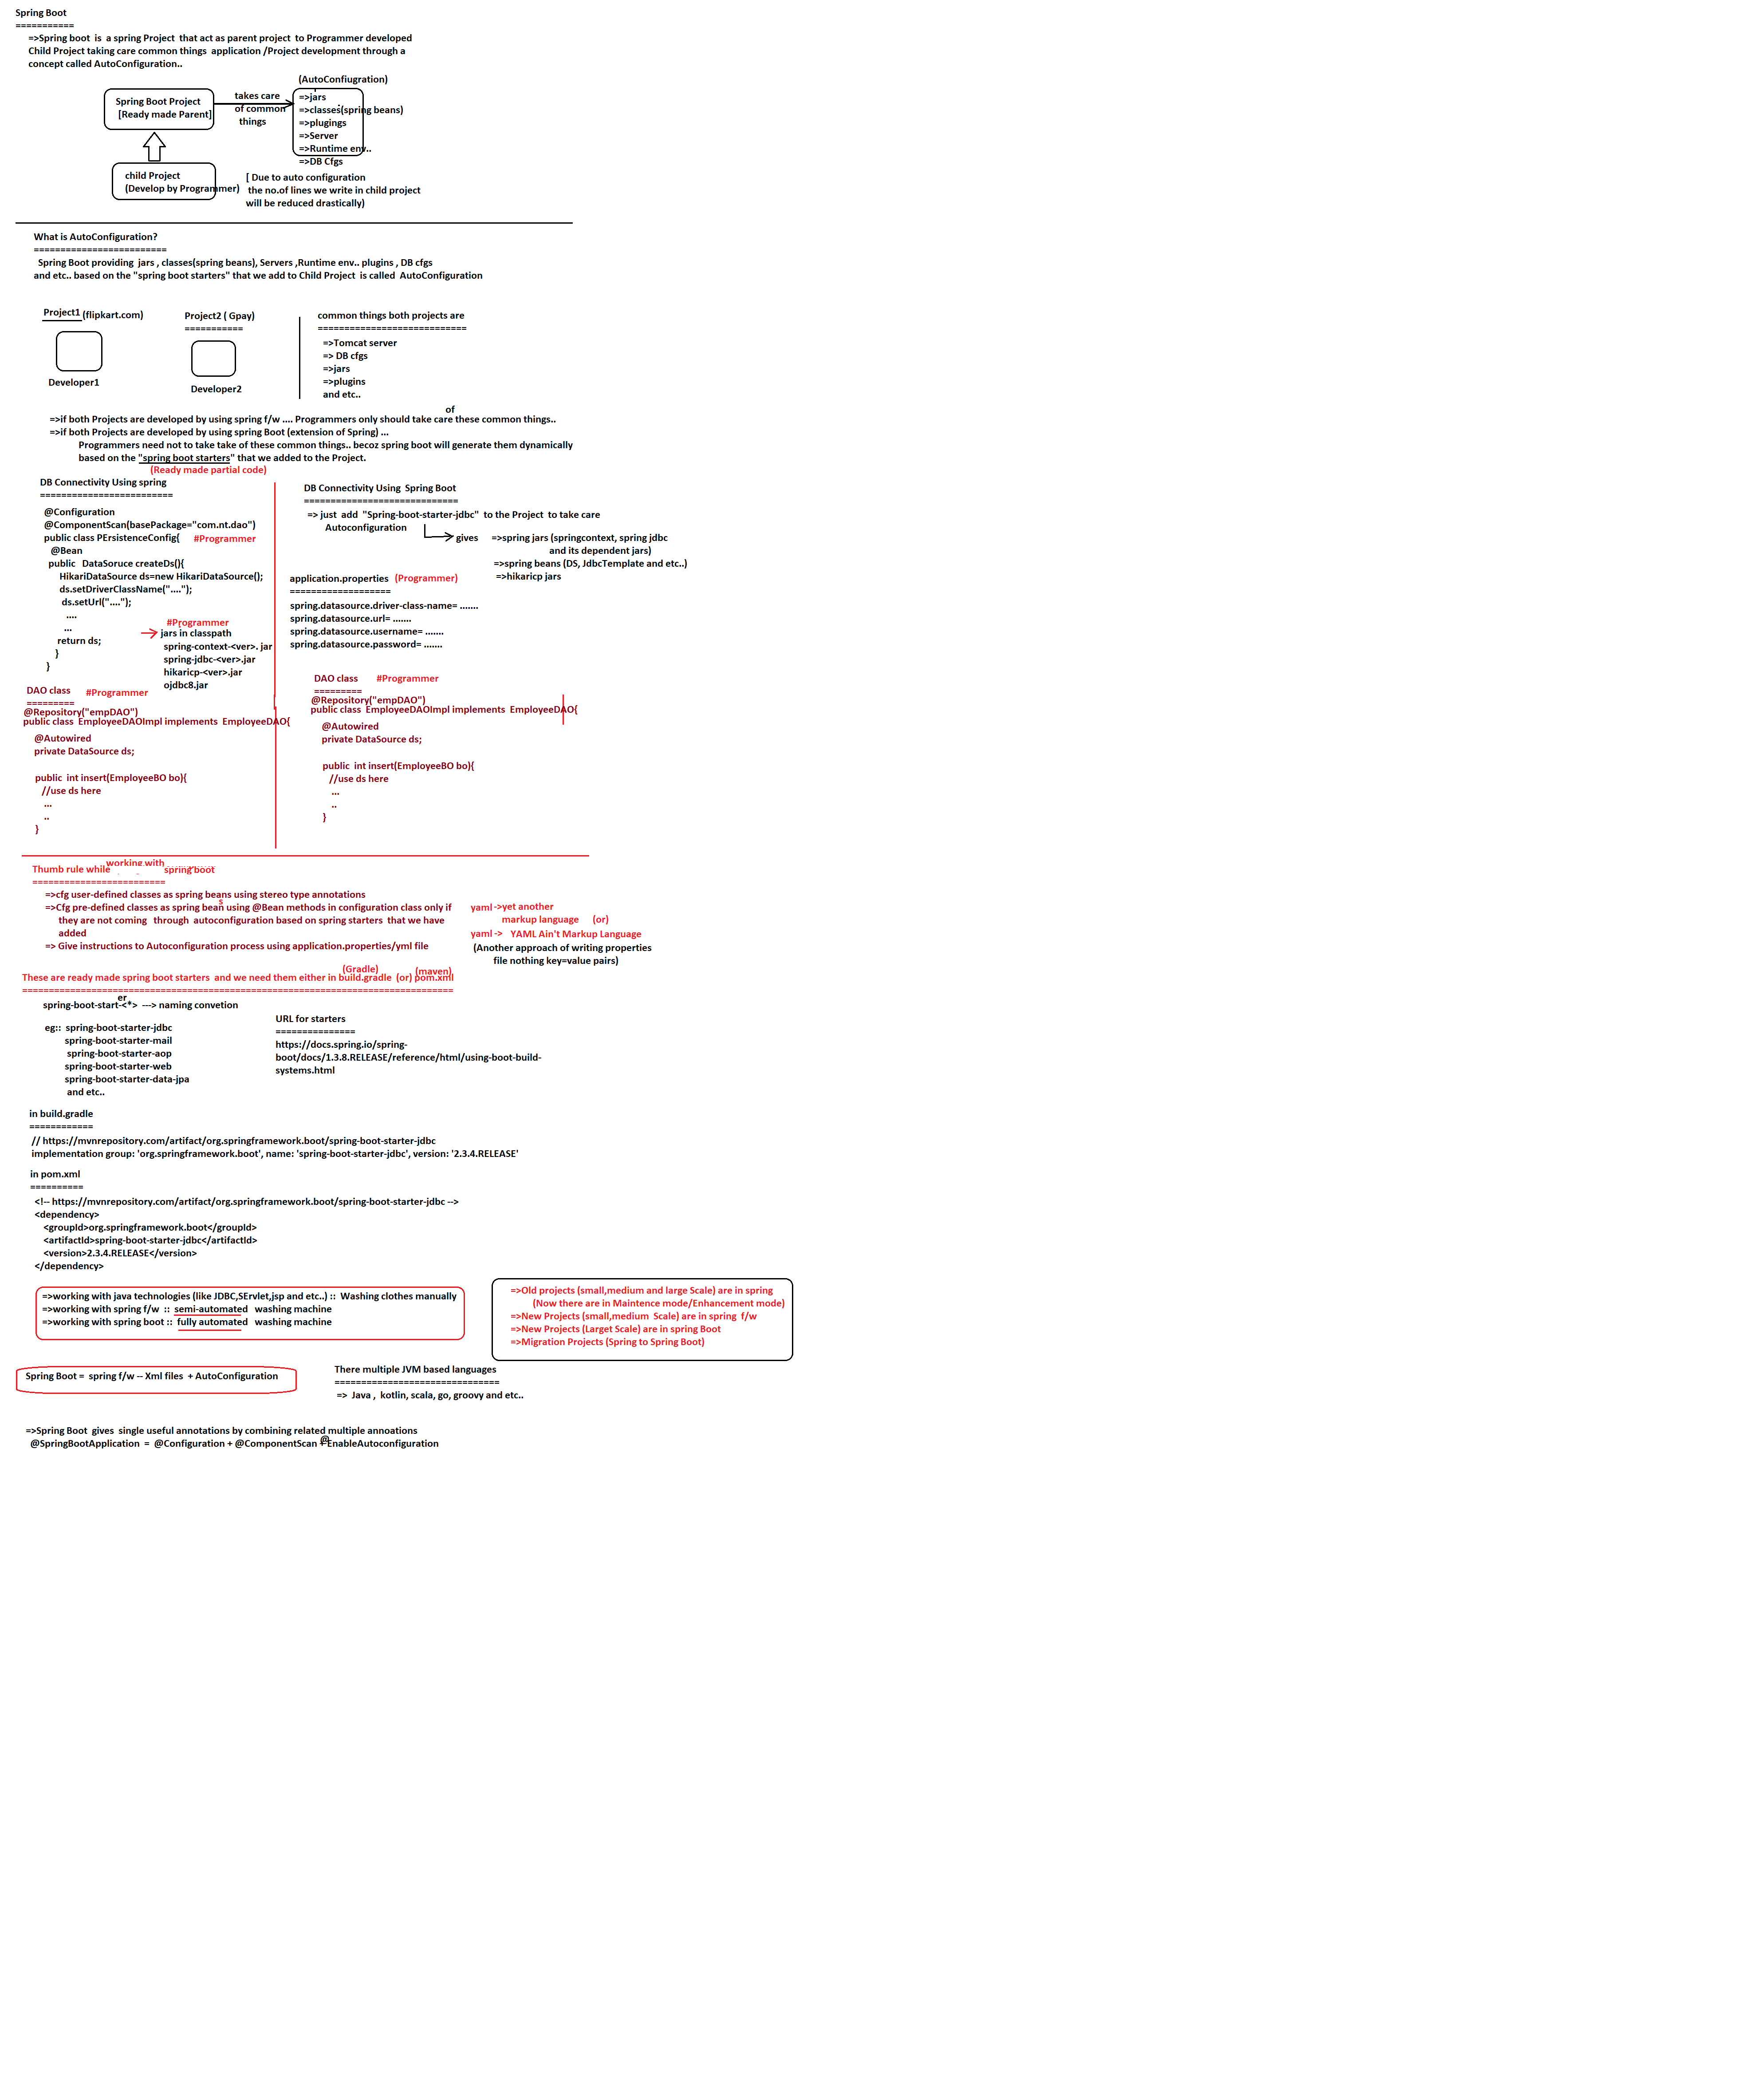 Spring Boot
===========
=>Spring boot is a spring Project that act as parent project to Programmer developed
Child Project taking care common things application /Project development through a
concept called AutoConfiguration..
(AutoConfiugration)
Spring Boot Project
[Ready made Parent]
takes care
of common
things
=>jars
=>classes(spring beans)
=>plugings
=>Server
=>Runtime env..
=>DB Cfgs
child Project
(Develop by Programmer)
[ Due to auto configuration
the no.of lines we write in child project
will be reduced drastically)
What is AutoConfiguration?
=========================
Spring Boot providing jars , classes(spring beans), Servers ,Runtime env.. plugins , DB cfgs
and etc.. based on the "spring boot starters" that we add to Child Project is called AutoConfiguration
Project1 (flipkart.com)
Developer1
Project2 ( Gpay)
===========
Developer2
common things both projects are
============================
=>Tomcat server
=> DB cfgs
=>jars
=>plugins
and etc..
of
=>if both Projects are developed by using spring f/w .... Programmers only should take care these common things..
=>if both Projects are developed by using spring Boot (extension of Spring) ...
Programmers need not to take take of these common things.. becoz spring boot will generate them dynamically
based on the "spring boot starters" that we added to the Project.
(Ready made partial code)
DB Connectivity Using spring
=========================
@Configuration
@ComponentScan(basePackage="com.nt.dao")
public class PErsistenceConfig{ #Programmer
@Bean
public DataSoruce createDs(){
HikariDataSource ds=new HikariDataSource();
ds.setDriverClassName("....");
ds.setUrl("....");
....
...
return ds;
}
}
#Programmer
jars in classpath
spring-context-<ver>. jar
spring-jdbc-<ver>.jar
hikaricp-<ver>.jar
ojdbc8.jar
DAO class #Programmer
=========
@Repository("empDAO")
public class EmployeeDAOImpl implements EmployeeDAO{
@Autowired
private DataSource ds;
public int insert(EmployeeBO bo){
//use ds here
...
..
}
DB Connectivity Using Spring Boot
=============================
=> just add "Spring-boot-starter-jdbc" to the Project to take care
Autoconfiguration
gives
=>spring jars (springcontext, spring jdbc
and its dependent jars)
=>spring beans (DS, JdbcTemplate and etc..)
=>hikaricp jars
application.properties (Programmer)
===================
spring.datasource.driver-class-name= .......
spring.datasource.url= .......
spring.datasource.username= .......
spring.datasource.password= .......
DAO class #Programmer
=========
@Repository("empDAO")
public class EmployeeDAOImpl implements EmployeeDAO{
@Autowired
private DataSource ds;
public int insert(EmployeeBO bo){
//use ds here
...
..
}
Thumb rule while working with spring boot
=========================
=>cfg user-defined classes as spring beans using stereo type annotations
=>Cfg pre-defined classes as spring beans using @Bean methods in configuration class only if
they are not coming through autoconfiguration based on spring starters that we have
added
=> Give instructions to Autoconfiguration process using application.properties/yml file
yaml ->yet another
markup language (or)
yaml -> YAML Ain't Markup Language
(Another approach of writing properties
file nothing key=value pairs)
(Gradle) (maven)
These are ready made spring boot starters and we need them either in build.gradle (or) pom.xml
=================================================================================
er
spring-boot-start-<*> ---> naming convetion
eg:: spring-boot-starter-jdbc
spring-boot-starter-mail
spring-boot-starter-aop
spring-boot-starter-web
spring-boot-starter-data-jpa
and etc..
URL for starters
===============
https://docs.spring.io/spring-
boot/docs/1.3.8.RELEASE/reference/html/using-boot-build-
systems.html
in build.gradle
============
// https://mvnrepository.com/artifact/org.springframework.boot/spring-boot-starter-jdbc
implementation group: 'org.springframework.boot', name: 'spring-boot-starter-jdbc', version: '2.3.4.RELEASE'
in pom.xml
==========
<!-- https://mvnrepository.com/artifact/org.springframework.boot/spring-boot-starter-jdbc -->
<dependency>
<groupId>org.springframework.boot</groupId>
<artifactId>spring-boot-starter-jdbc</artifactId>
<version>2.3.4.RELEASE</version>
</dependency>
=>working with java technologies (like JDBC,SErvlet,jsp and etc..) :: Washing clothes manually
=>working with spring f/w :: semi-automated washing machine
=>working with spring boot :: fully automated washing machine
=>Old projects (small,medium and large Scale) are in spring
(Now there are in Maintence mode/Enhancement mode)
=>New Projects (small,medium Scale) are in spring f/w
=>New Projects (Larget Scale) are in spring Boot
=>Migration Projects (Spring to Spring Boot)
Spring Boot = spring f/w -- Xml files + AutoConfiguration
There multiple JVM based languages
===============================
=> Java , kotlin, scala, go, groovy and etc..
=>Spring Boot gives single useful annotations by combining related multiple annoations
@SpringBootApplication = @Configuration + @ComponentScan + @EnableAutoconfiguration